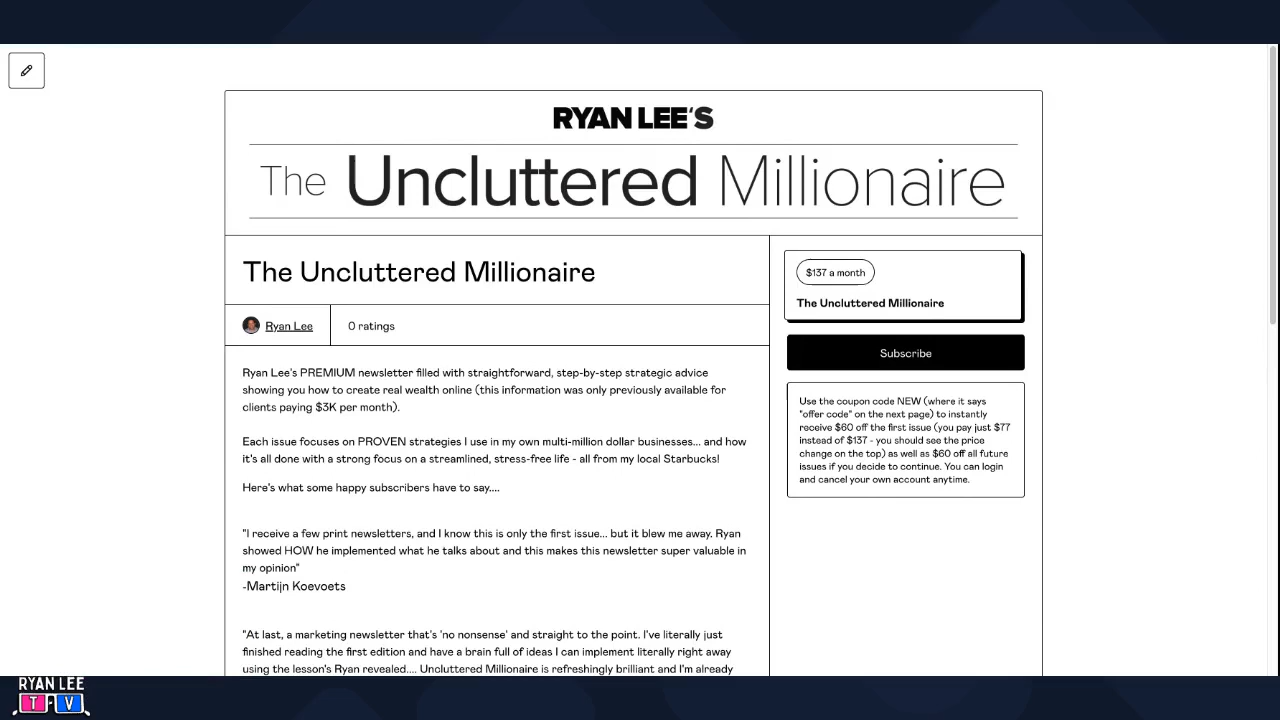 RYAN LEE'S
The Uncluttered Millionaire
The Uncluttered Millionaire
Ryan Lee
0 ratings
Ryan Lee's PREMIUM newsletter filled with straightforward, step-by-step strategic advice
showing you how to create real wealth online (this information was only previously available for
clients paying $3K per month).
Each issue focuses on PROVEN strategies I use in my own multi-million dollar businesses... and how
it's all done with a strong focus on a streamlined, stress-free life - all from my local Starbucks!
Here's what some happy subscribers have to say....
"I receive a few print newsletters, and I know this is only the first issue... but it blew me away. Ryan
showed HOW he implemented what he talks about and this makes this newsletter super valuable in
my opinion"
-Martijn Koevoets
"At last, a marketing newsletter that's 'no nonsense' and straight to the point. I've literally just
finished reading the first edition and have a brain full of ideas I can implement literally right away
using the lesson's Ryan revealed.... Uncluttered Millionaire is refreshingly brilliant and I'm already
$137 a month
The Uncluttered Millionaire
Subscribe
Use the coupon code NEW (where it says
"offer code" on the next page) to instantly
receive $60 off the first issue (you pay just $77
instead of $137 - you should see the price
change on the top) as well as $60 off all future
issues if you decide to continue. You can login
and cancel your own account anytime.
RYAN LEE
T V